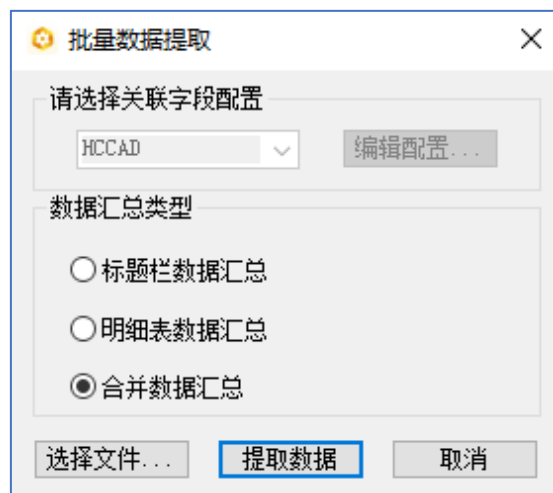 批量数据提取
请选择关联字段配置
HCCAD
编辑配置...
数据汇总类型
标题栏数据汇总
明细表数据汇总
合并数据汇总
选择文件...
提取数据
取消